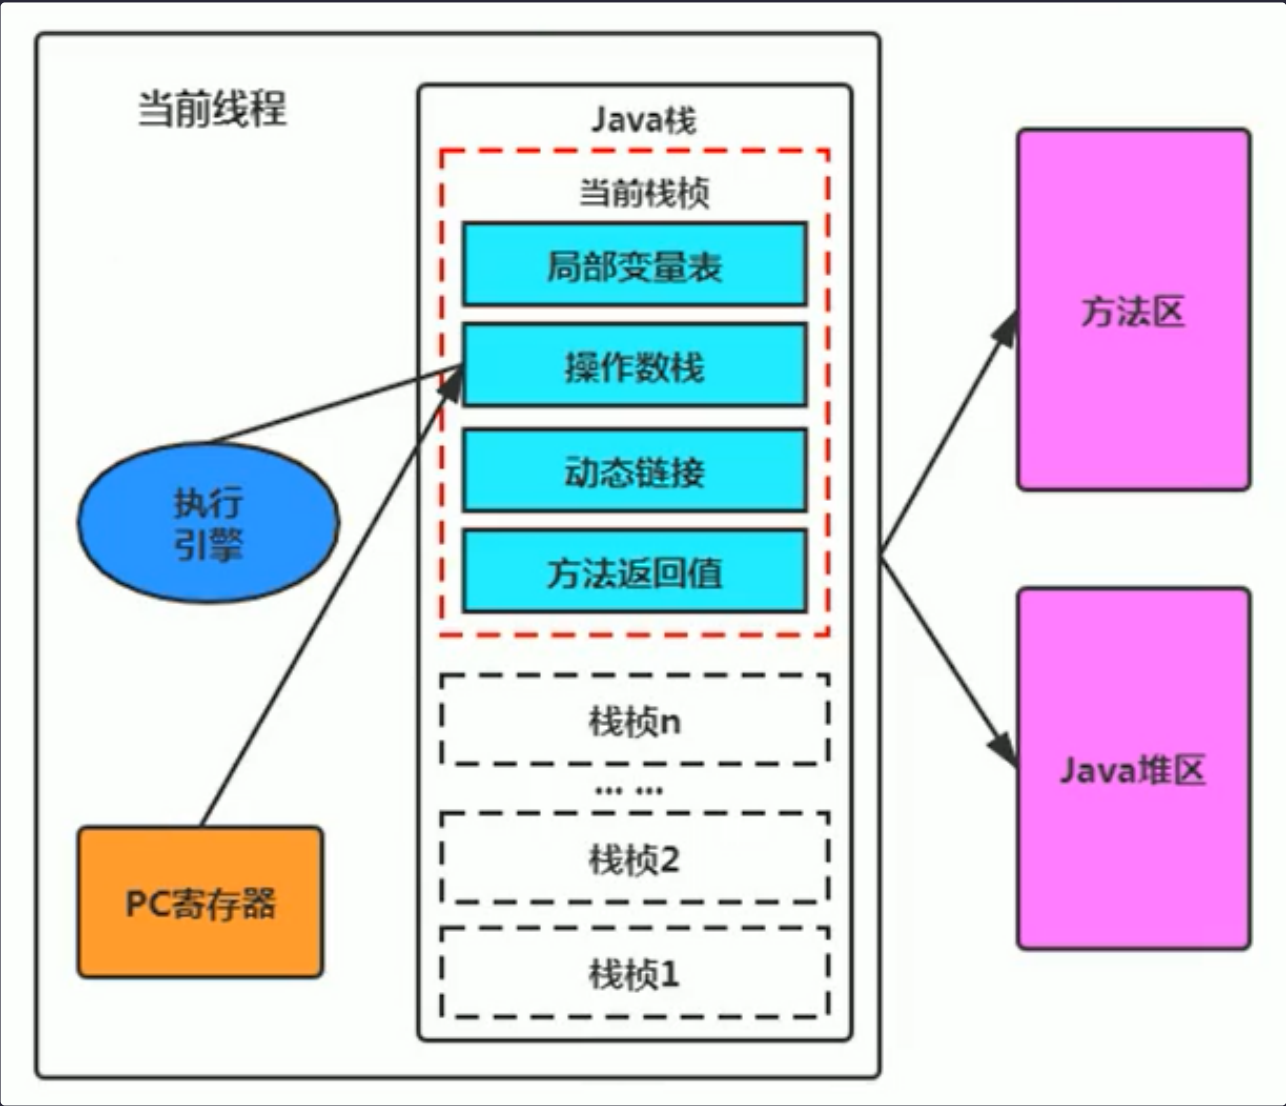 当前线程
Java栈
当前栈桢
局部变量表
操作数栈
动态链接
方法返回值
执行
引擎
栈桢n
... ...
栈桢2
栈桢1
PC寄存器
方法区
Java堆区